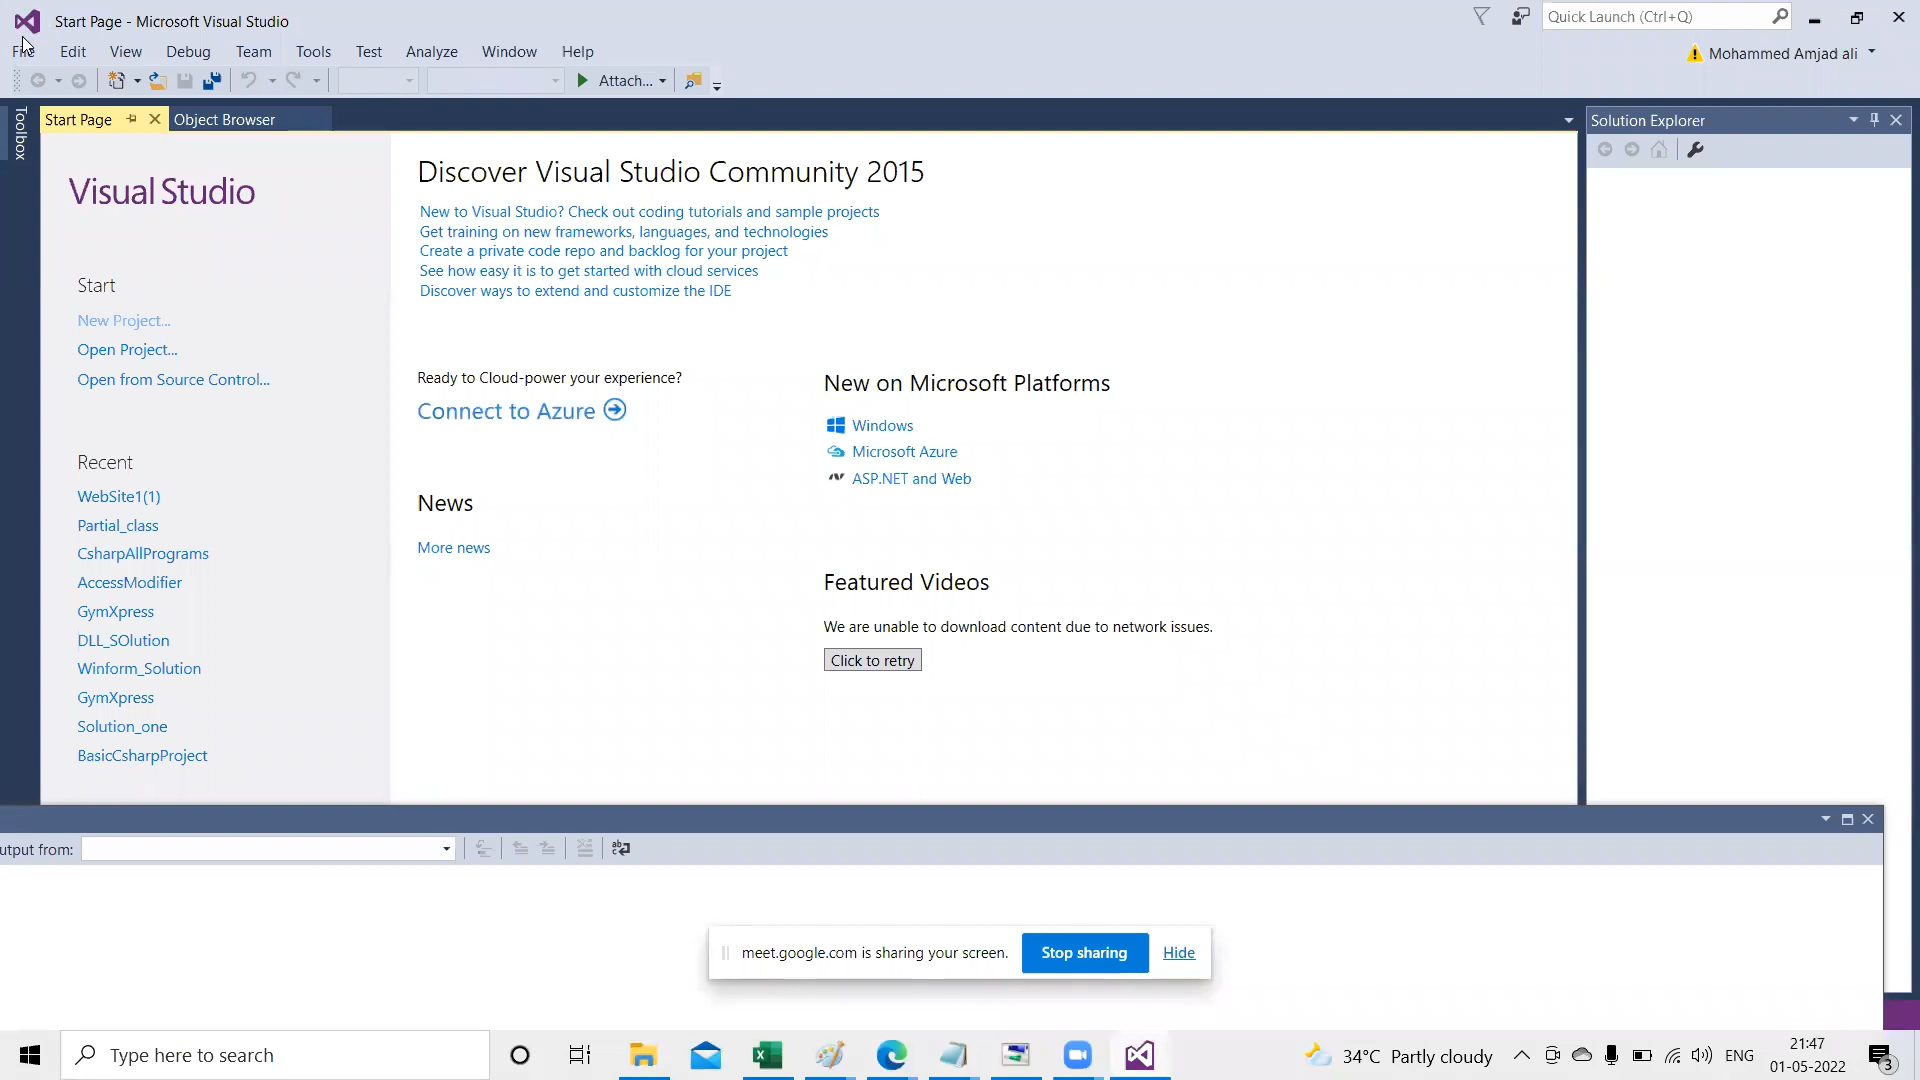 Start Page - Microsoft Visual Studio
Quick Launch (Ctrl+Q)
File Edit View Debug Team Tools Test Analyze Window Help
Mohammed Amjad ali
Attach...
Toolbox
Start Page
Object Browser
Solution Explorer
Visual Studio
Discover Visual Studio Community 2015
New to Visual Studio? Check out coding tutorials and sample projects
Get training on new frameworks, languages, and technologies
Create a private code repo and backlog for your project
See how easy it is to get started with cloud services
Discover ways to extend and customize the IDE
Start
New Project...
Open Project...
Open from Source Control...
Ready to Cloud-power your experience?
Connect to Azure
New on Microsoft Platforms
Windows
Microsoft Azure
ASP.NET and Web
Recent
WebSite1(1)
Partial_class
CsharpAllPrograms
AccessModifier
GymXpress
DLL_SOlution
Winform_Solution
GymXpress
Solution_one
BasicCsharpProject
News
More news
Featured Videos
We are unable to download content due to network issues.
Click to retry
utput from:
meet.google.com is sharing your screen.
Stop sharing
Hide
Type here to search
34°C Partly cloudy
ENG
21:47
01-05-2022
3